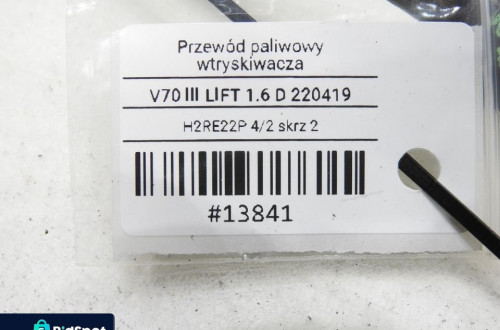 Przewód paliwowy
wtryskiwacza
V70 III LIFT 1.6 D 220419
H2RE22P 4/2 skrz 2
#13841